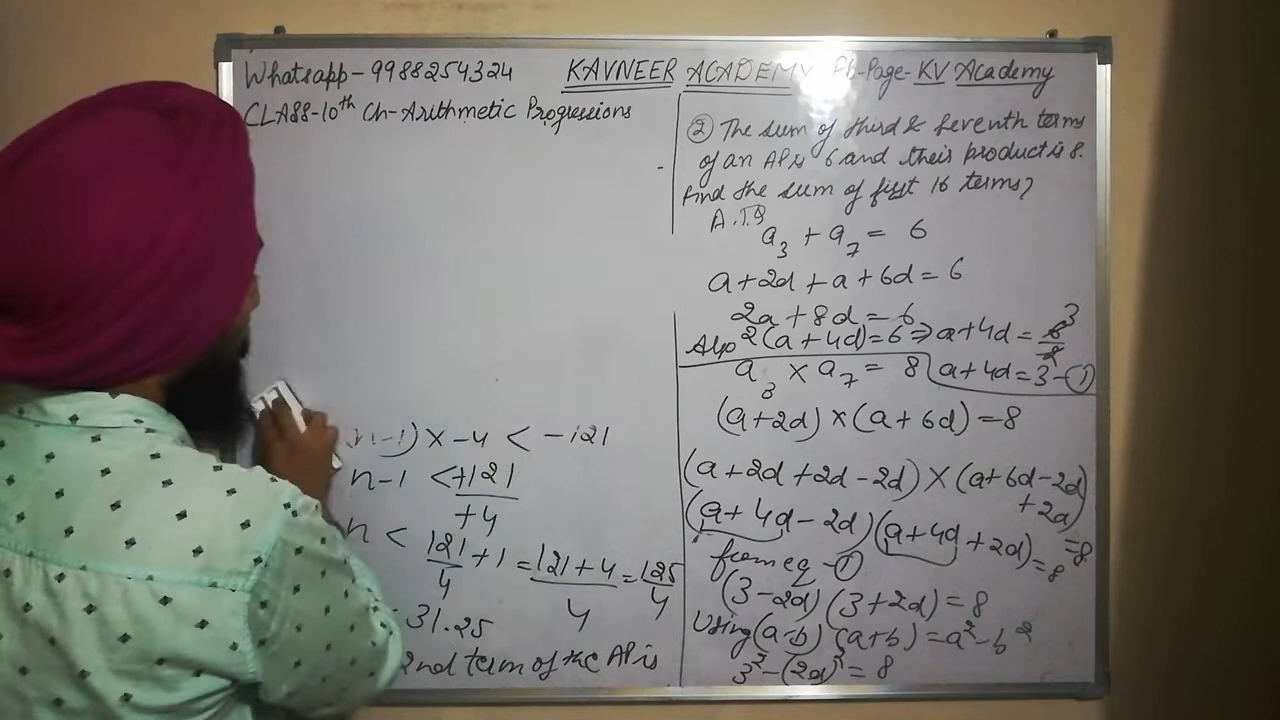 Whatsapp-9988254324 KAVNEER ACADEMY Fb-Page-KV Academy
CLASS-10th Ch-Arithmetic Progressions
n-1) x -4 < -121
n-1 < +121/+4
n < 121/4 + 1 = 121+4/4 = 125/4
31.25
2nd term of the AP is
② The sum of third & seventh terms
of an AP is 6 and their product is 8.
find the sum of first 16 terms?
A.T.Q
a₃ + a₇ = 6
a+2d + a + 6d = 6
2a + 8d = 6
2(a+4d) = 6 ⇒ a+4d = 6/2 3
a+4d = 3 -①
Also
a₃ x a₇ = 8
(a+2d) x (a+6d) = 8
(a+2d+2d-2d) x (a+6d-2d+2d) = 8
(a+4d-2d)(a+4d+2d) = 8
from eq-①
(3-2d)(3+2d) = 8
Using (a-b)(a+b) = a²-b²
3²-(2d)² = 8